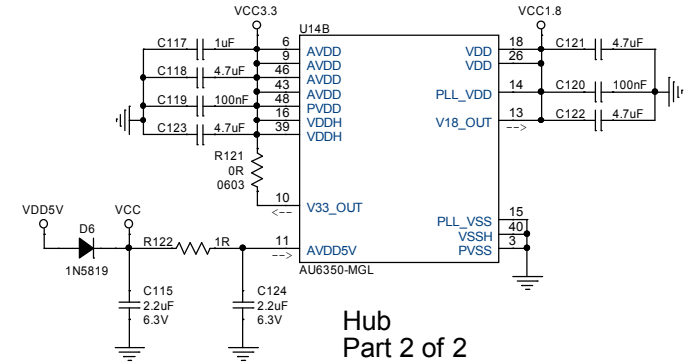 VCC3.3
U14B
VCC1.8
C117 1uF 6 AVDD VDD 18 C121 4.7uF
9 AVDD VDD 26
C118 4.7uF 46 AVDD
43 AVDD PLL_VDD 14 C120 100nF
C119 100nF 48 PVDD
16 VDDH V18_OUT 13 C122 4.7uF
C123 4.7uF 39 VDDH -->
R121
0R
0603
10 V33_OUT
<--
VDD5V VCC
D6
1N5819
R122 1R 11 AVDD5V
-->
PLL_VSS 15
VSSH 40
PVSS 3
AU6350-MGL
C115
2.2uF
6.3V
C124
2.2uF
6.3V
Hub
Part 2 of 2